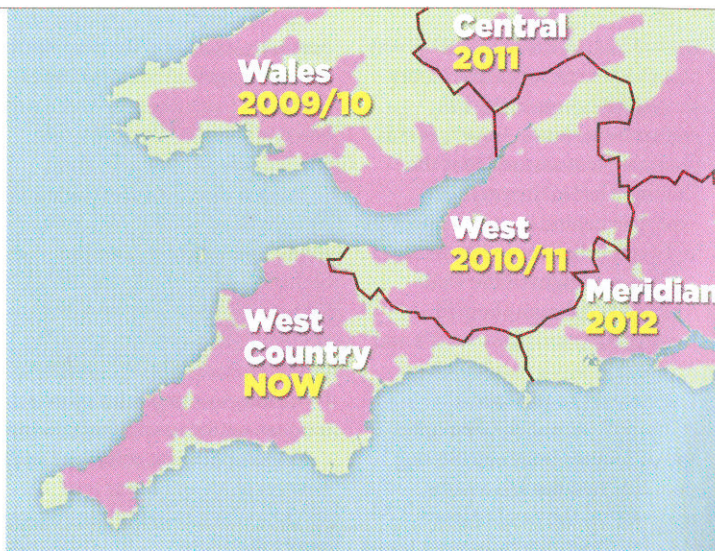 Central
2011
Wales
2009/10
West
2010/11
Meridian
2012
West
Country
NOW